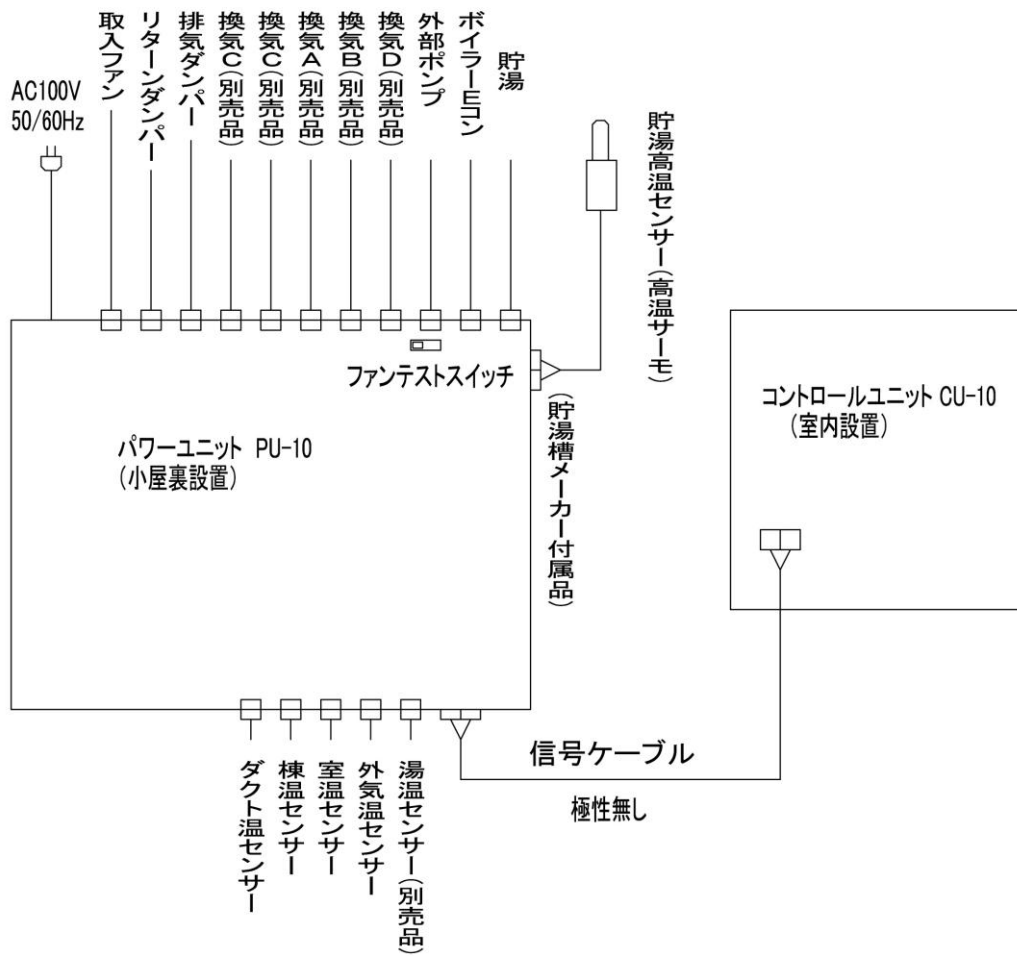 AC100V
50/60Hz
取入ファン
リターンダンパー
排気ダンパー
換気C(別売品)
換気C(別売品)
換気A(別売品)
換気B(別売品)
換気D(別売品)
外部ポンプ
ボイラーEコン
貯湯
貯湯高温センサー(高温サーモ)
ファンテストスイッチ
(貯湯槽メーカー付属品)
パワーユニット PU-10
(小屋裏設置)
コントロールユニット CU-10
(室内設置)
ダクト温センサー
棟温センサー
室温センサー
外気温センサー
湯温センサー(別売品)
信号ケーブル
極性無し